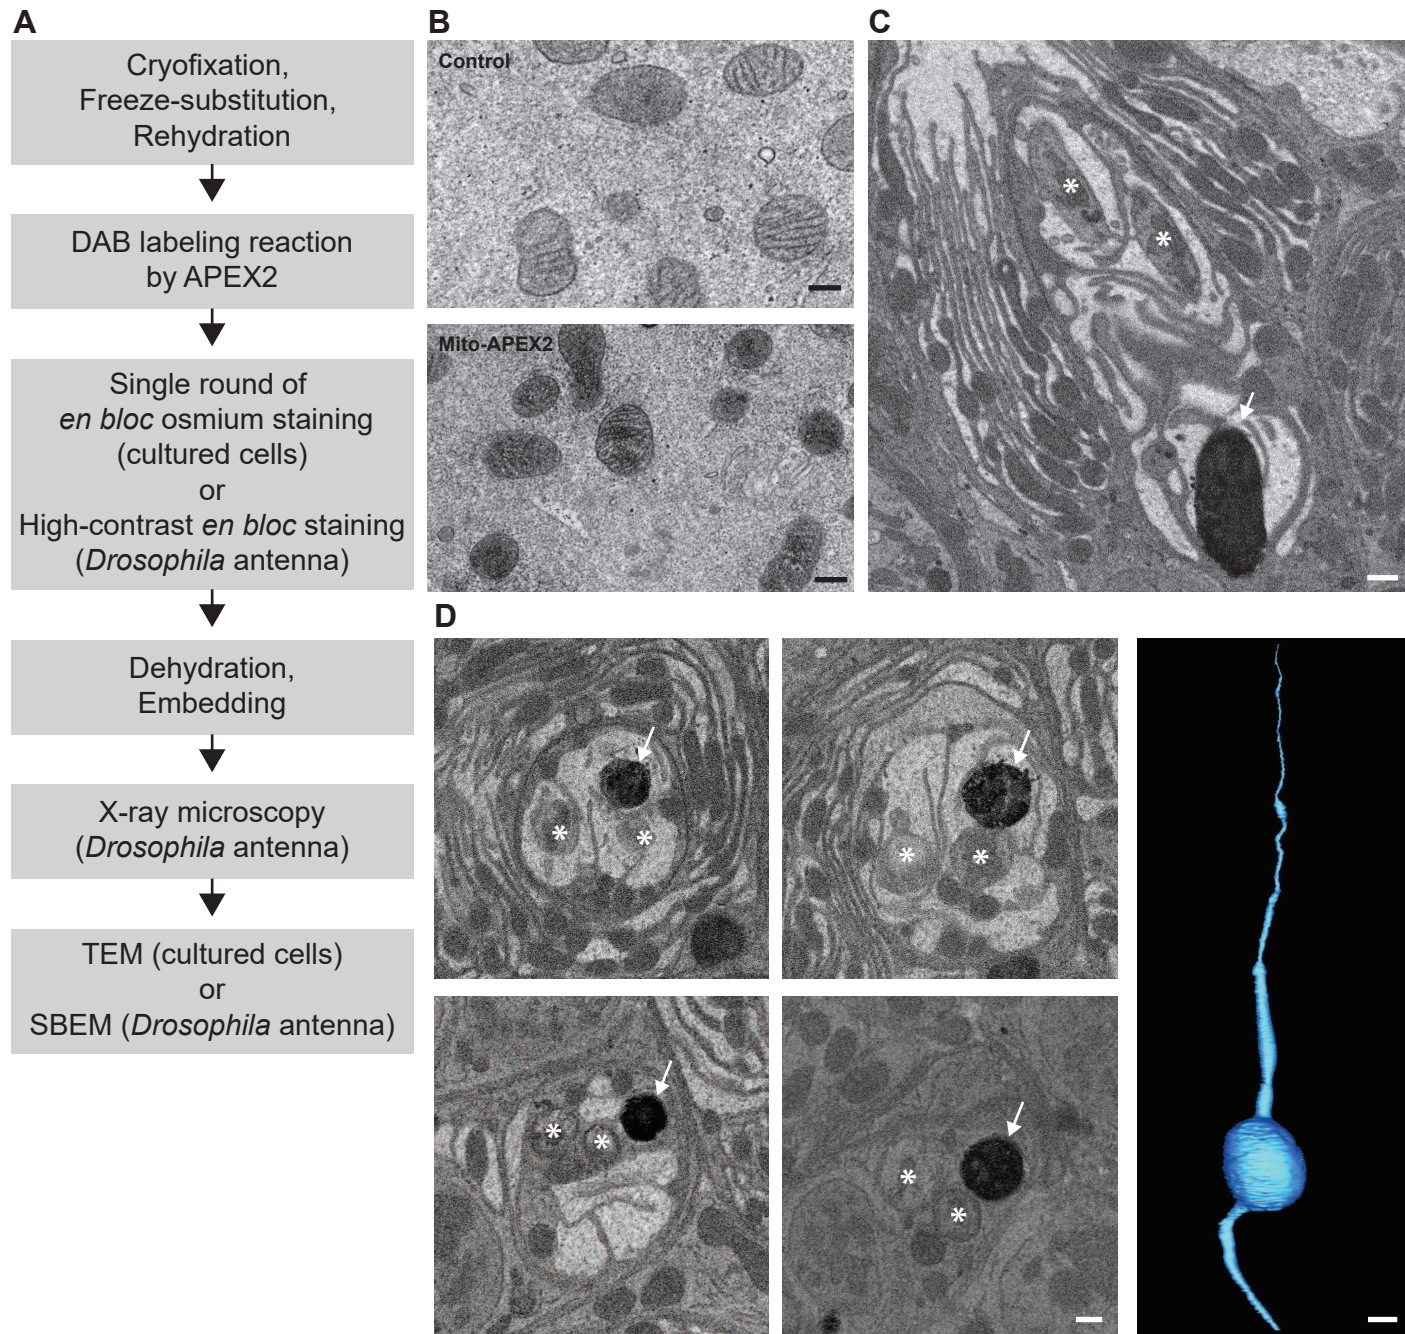 A
Cryofixation,
Freeze-substitution,
Rehydration
DAB labeling reaction
by APEX2
Single round of
en bloc osmium staining
(cultured cells)
or
High-contrast en bloc staining
(Drosophila antenna)
Dehydration,
Embedding
X-ray microscopy
(Drosophila antenna)
TEM (cultured cells)
or
SBEM (Drosophila antenna)
B
Control
Mito-APEX2
C
*
*
D
*
*
*
*
*
*
*
*